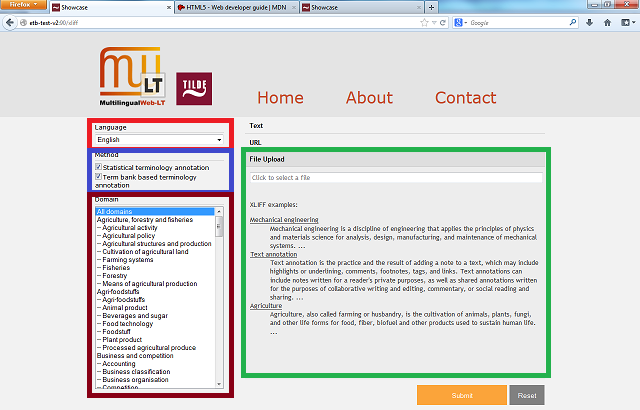 Firefox
Showcase
HTML5 - Web developer guide | MDN
Showcase
etb-test-v2:90/xliff
Google
mu
LT
TILDE
MultilingualWeb-LT
Home
About
Contact
Language
English
Method
Statistical terminology annotation
Term bank based terminology
annotation
Domain
All domains
Agriculture, forestry and fisheries
– Agricultural activity
– Agricultural policy
– Agricultural structures and production
– Cultivation of agricultural land
– Farming systems
– Fisheries
– Forestry
– Means of agricultural production
Agri-foodstuffs
– Agri-foodstuffs
– Animal product
– Beverages and sugar
– Food technology
– Foodstuff
– Plant product
– Processed agricultural produce
Business and competition
– Accounting
– Business classification
– Business organisation
– Competition
Text
URL
File Upload
Click to select a file
XLIFF examples:
Mechanical engineering
Mechanical engineering is a discipline of engineering that applies the principles of physics
and materials science for analysis, design, manufacturing, and maintenance of mechanical
systems. ...
Text annotation
Text annotation is the practice and the result of adding a note to a text, which may include
highlights or underlining, comments, footnotes, tags, and links. Text annotations can
include notes written for a reader's private purposes, as well as shared annotations written
for the purposes of collaborative writing and editing, commentary, or social reading and
sharing. ...
Agriculture
Agriculture, also called farming or husbandry, is the cultivation of animals, plants, fungi,
and other life forms for food, fiber, biofuel and other products used to sustain human life.
...
Submit
Reset